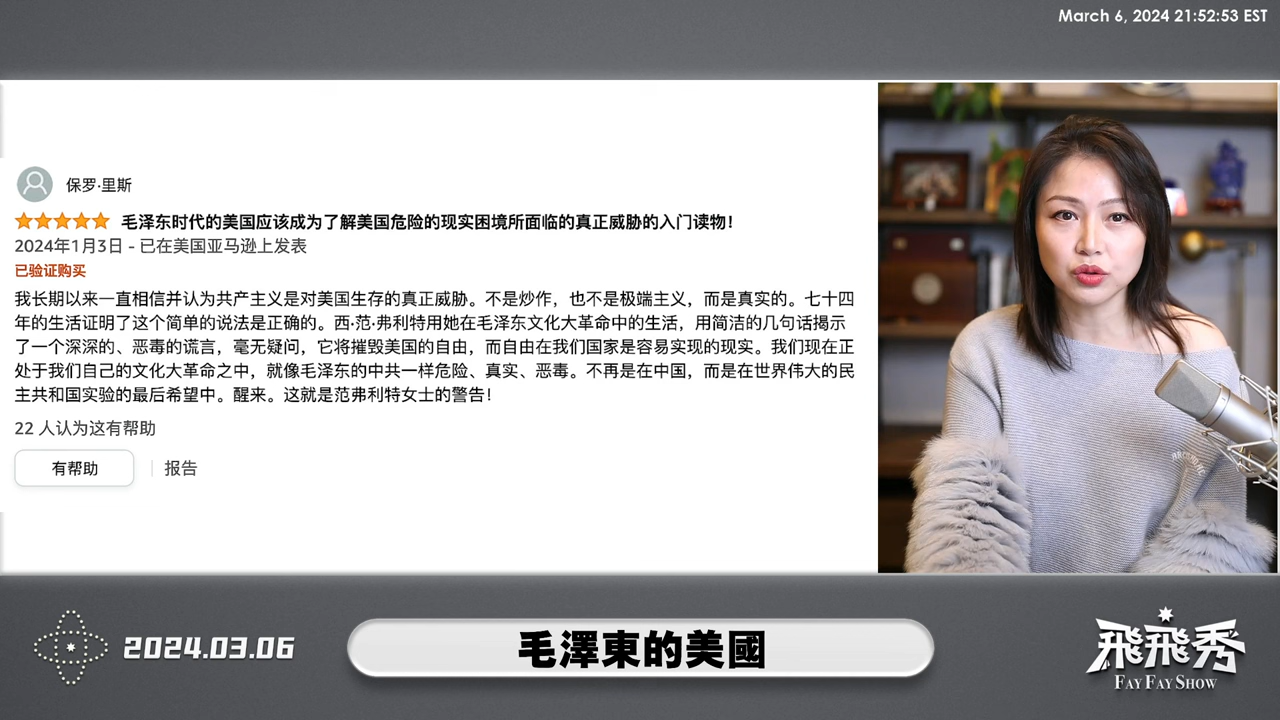 March 6, 2024 21:52:53 EST
保罗·里斯
毛泽东时代的美国应该成为了解美国危险的现实困境所面临的真正威胁的入门读物！
2024年1月3日 - 已在美国亚马逊上发表
已验证购买
我长期以来一直相信并认为共产主义是对美国生存的真正威胁。不是炒作，也不是极端主义，而是真实的。七十四
年的生活证明了这个简单的说法是正确的。西·范·弗利特用她在毛泽东文化大革命中的生活，用简洁的几句话揭示
了一个深深的、恶毒的谎言，毫无疑问，它将摧毁美国的自由，而自由在我们国家是容易实现的现实。我们现在正
处于我们自己的文化大革命之中，就像毛泽东的中共一样危险、真实、恶毒。不再是在中国，而是在世界伟大的民
主共和国实验的最后希望中。醒来。这就是范弗利特女士的警告！
22 人认为这有帮助
有帮助
报告
2024.03.06
毛澤東的美國
飛飛秀
FAY FAY SHOW